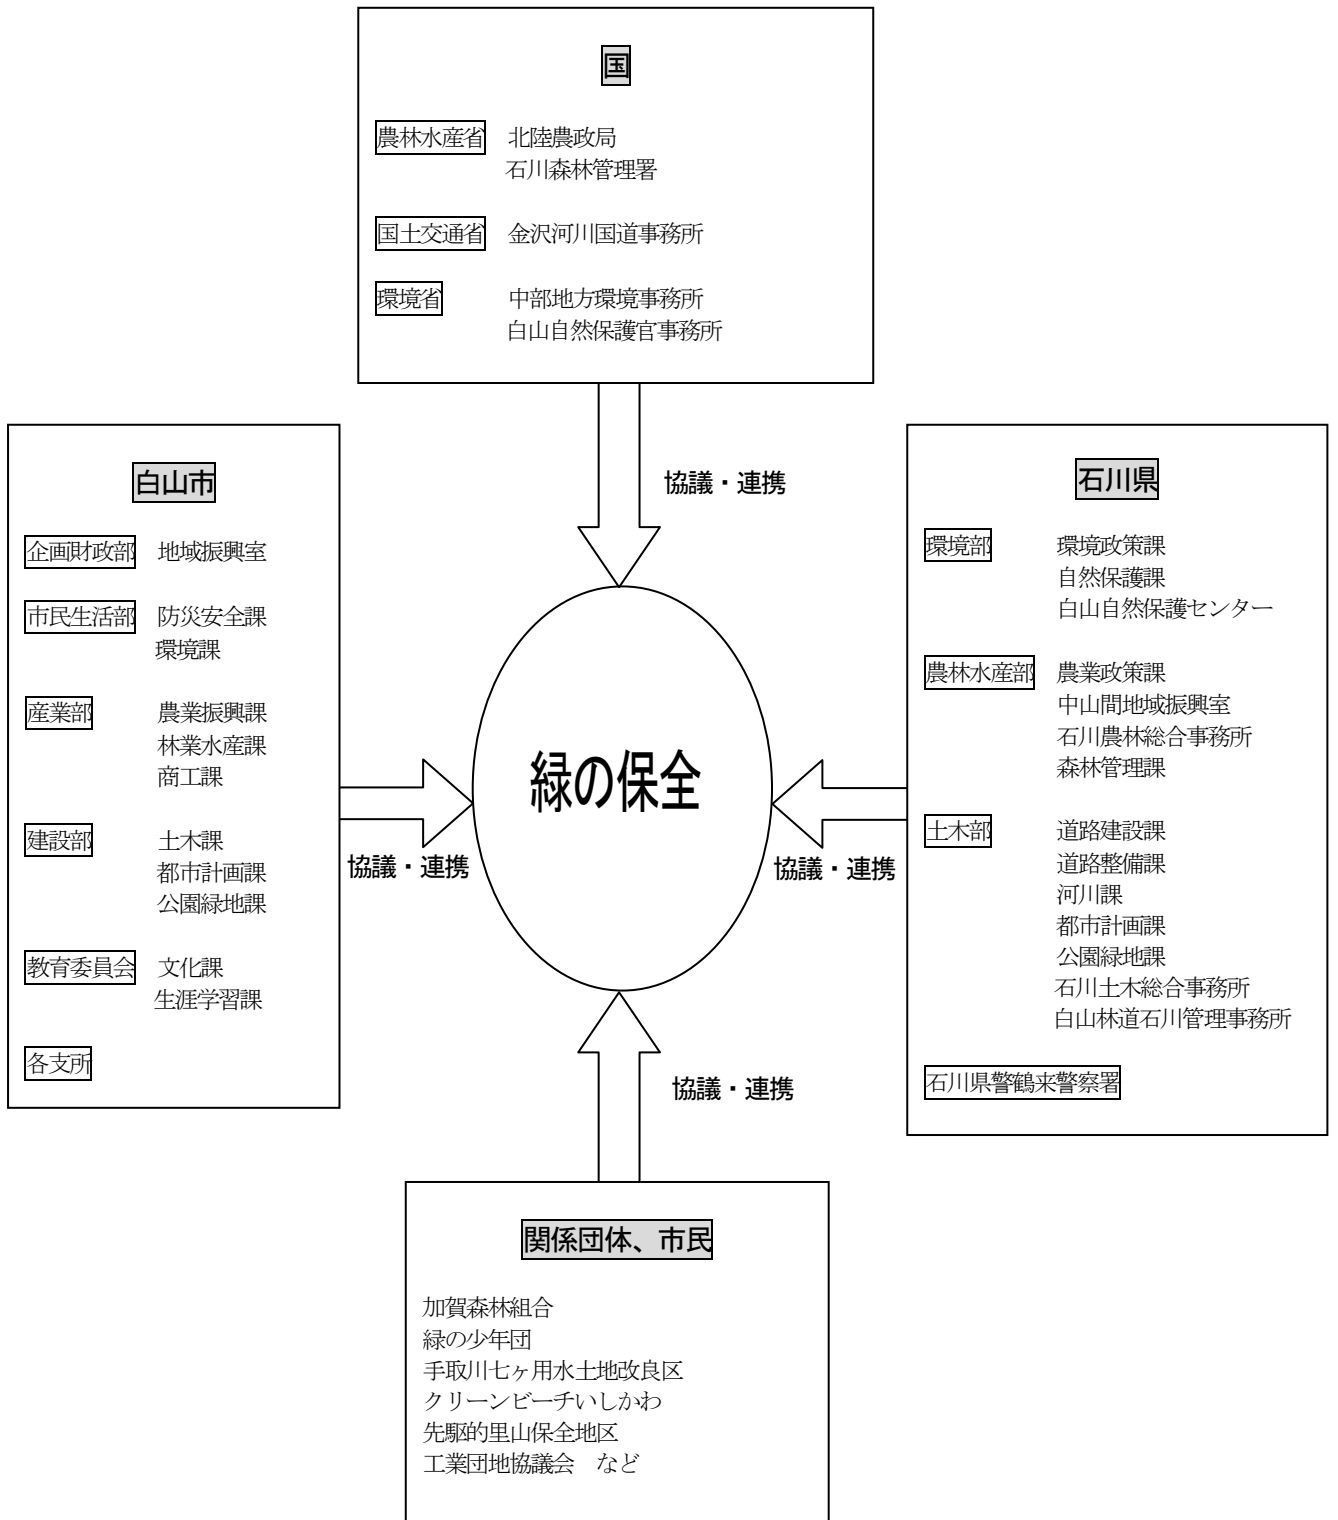 国
農林水産省 北陸農政局
石川森林管理署
国土交通省 金沢河川国道事務所
環境省 中部地方環境事務所
白山自然保護官事務所
協議・連携
白山市
企画財政部 地域振興室
市民生活部 防災安全課
環境課
産業部 農業振興課
林業水産課
商工課
建設部 土木課
都市計画課
公園緑地課
教育委員会 文化課
生涯学習課
各支所
協議・連携
緑の保全
協議・連携
石川県
環境部 環境政策課
自然保護課
白山自然保護センター
農林水産部 農業政策課
中山間地域振興室
石川農林総合事務所
森林管理課
土木部 道路建設課
道路整備課
河川課
都市計画課
公園緑地課
石川土木総合事務所
白山林道石川管理事務所
石川県警鶴来警察署
協議・連携
関係団体、市民
加賀森林組合
緑の少年団
手取川七ヶ用水土地改良区
クリーンビーチいしかわ
先駆的里山保全地区
工業団地協議会 など